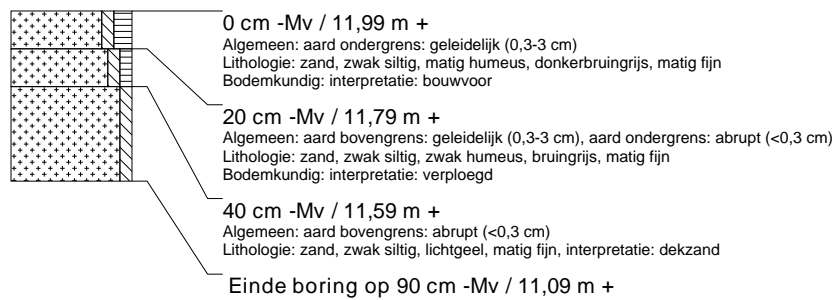 0 cm -Mv / 11,99 m +
Algemeen: aard ondergrens: geleidelijk (0,3-3 cm)
Lithologie: zand, zwak siltig, matig humeus, donkerbruingrijs, matig fijn
Bodemkundig: interpretatie: bouwvoor
20 cm -Mv / 11,79 m +
Algemeen: aard bovengrens: geleidelijk (0,3-3 cm), aard ondergrens: abrupt (<0,3 cm)
Lithologie: zand, zwak siltig, zwak humeus, bruingrijs, matig fijn
Bodemkundig: interpretatie: verploegd
40 cm -Mv / 11,59 m +
Algemeen: aard bovengrens: abrupt (<0,3 cm)
Lithologie: zand, zwak siltig, lichtgeel, matig fijn, interpretatie: dekzand
Einde boring op 90 cm -Mv / 11,09 m +